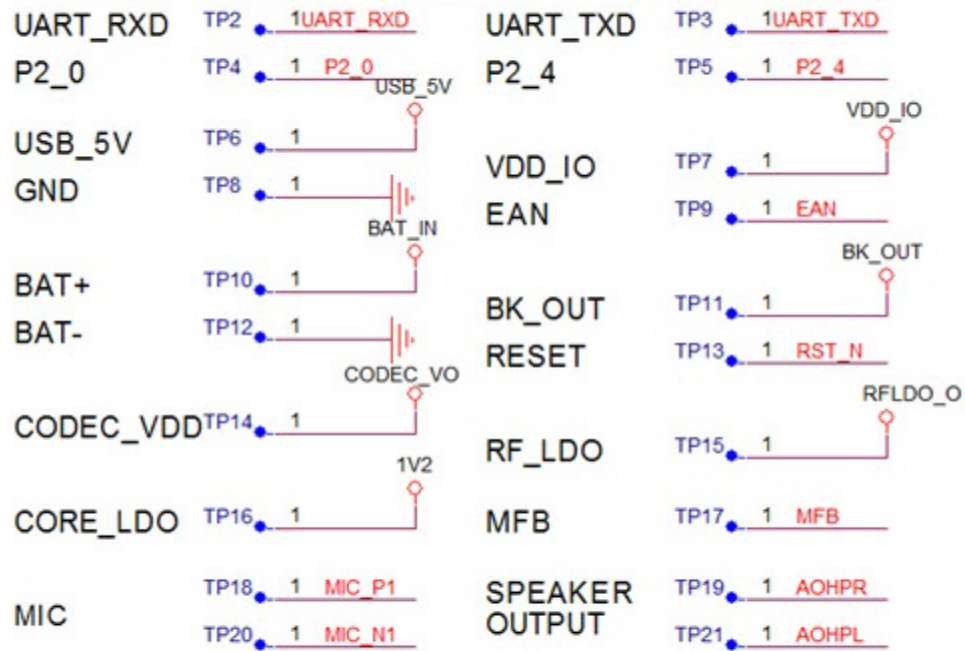 UART_RXD TP2 1 UART_RXD UART_TXD TP3 1 UART_TXD
P2_0 TP4 1 P2_0 P2_4 TP5 1 P2_4
USB_5V VDD_IO
USB_5V TP6 1 VDD_IO TP7 1
GND TP8 1 EAN TP9 1 EAN
BAT_IN BK_OUT
BAT+ TP10 1 BK_OUT TP11 1
BAT- TP12 1 RESET TP13 1 RST_N
CODEC_VO RFLDO_O
CODEC_VDD TP14 1 RF_LDO TP15 1
1V2
CORE_LDO TP16 1 MFB TP17 1 MFB
MIC TP18 1 MIC_P1 SPEAKER TP19 1 AOHPR
TP20 1 MIC_N1 OUTPUT TP21 1 AOHPL